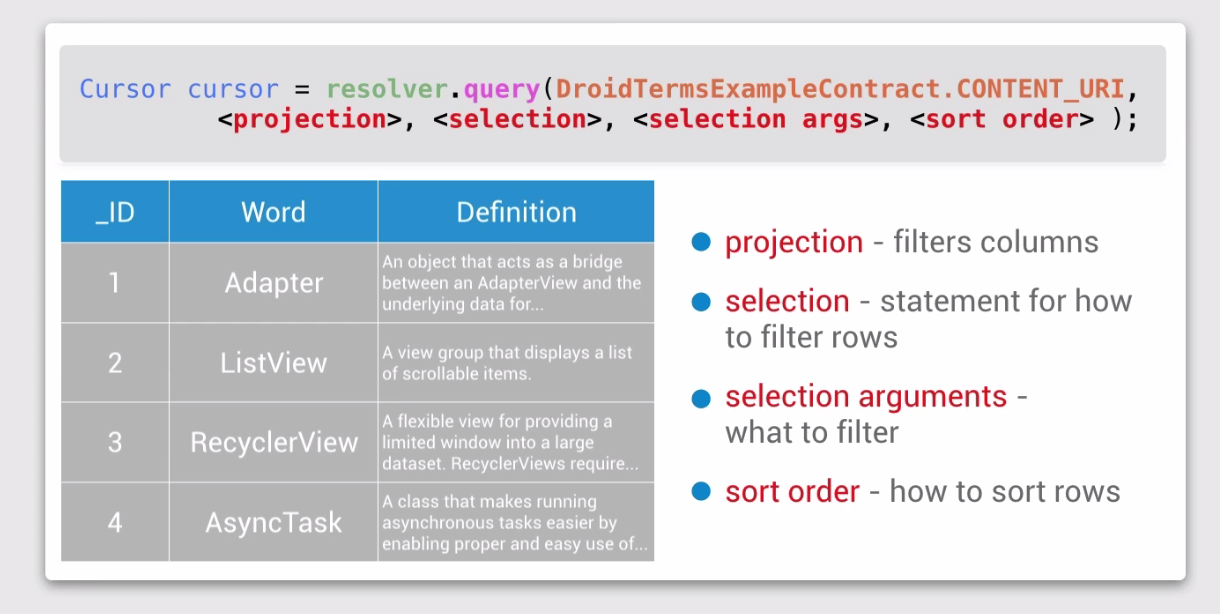 Cursor cursor = resolver.query(DroidTermsExampleContract.CONTENT_URI,
<projection>, <selection>, <selection args>, <sort order> );
_ID Word Definition
1 Adapter An object that acts as a bridge
between an AdapterView and the
underlying data for...
2 ListView A view group that displays a list
of scrollable items.
3 RecyclerView A flexible view for providing a
limited window into a large
dataset. RecyclerViews require...
4 AsyncTask A class that makes running
asynchronous tasks easier by
enabling proper and easy use of...
projection - filters columns
selection - statement for how
to filter rows
selection arguments -
what to filter
sort order - how to sort rows